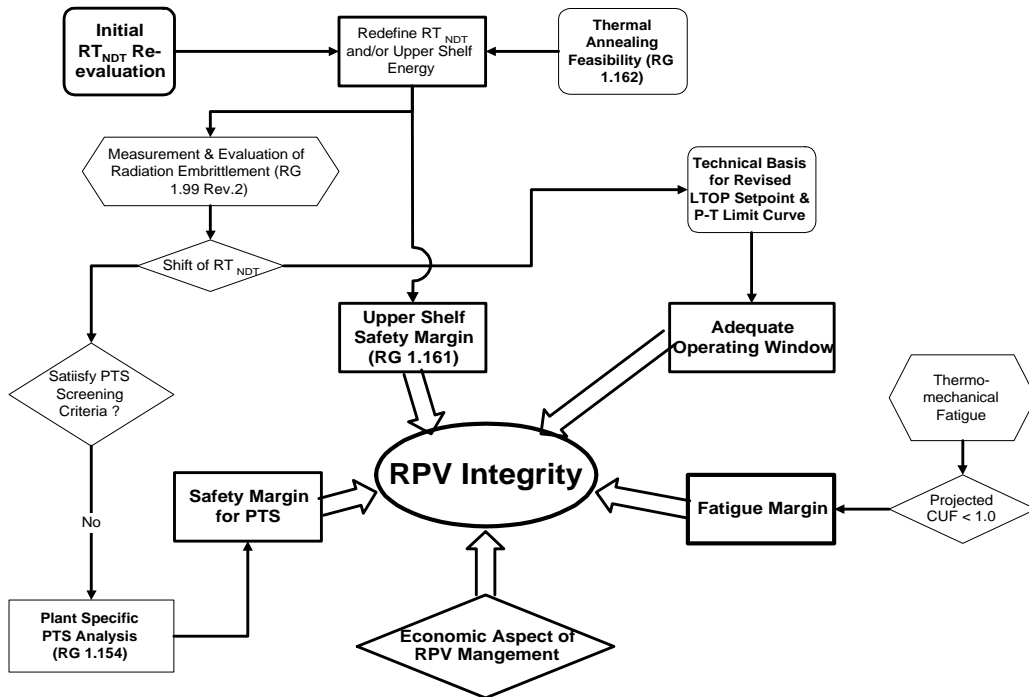 Initial
RT NDT Re-
evaluation
Redefine RT NDT
and/or Upper Shelf
Energy
Thermal
Annealing
Feasibility (RG
1.162)
Measurement & Evaluation of
Radiation Embrittlement (RG
1.99 Rev.2)
Technical Basis
for Revised
LTOP Setpoint &
P-T Limit Curve
Shift of RT NDT
Upper Shelf
Safety Margin
(RG 1.161)
Adequate
Operating Window
Satiisfy PTS
Screening
Criteria ?
Thermo-
mechanical
Fatigue
RPV Integrity
Safety Margin
for PTS
Fatigue Margin
Projected
CUF < 1.0
No
Plant Specific
PTS Analysis
(RG 1.154)
Economic Aspect of
RPV Mangement